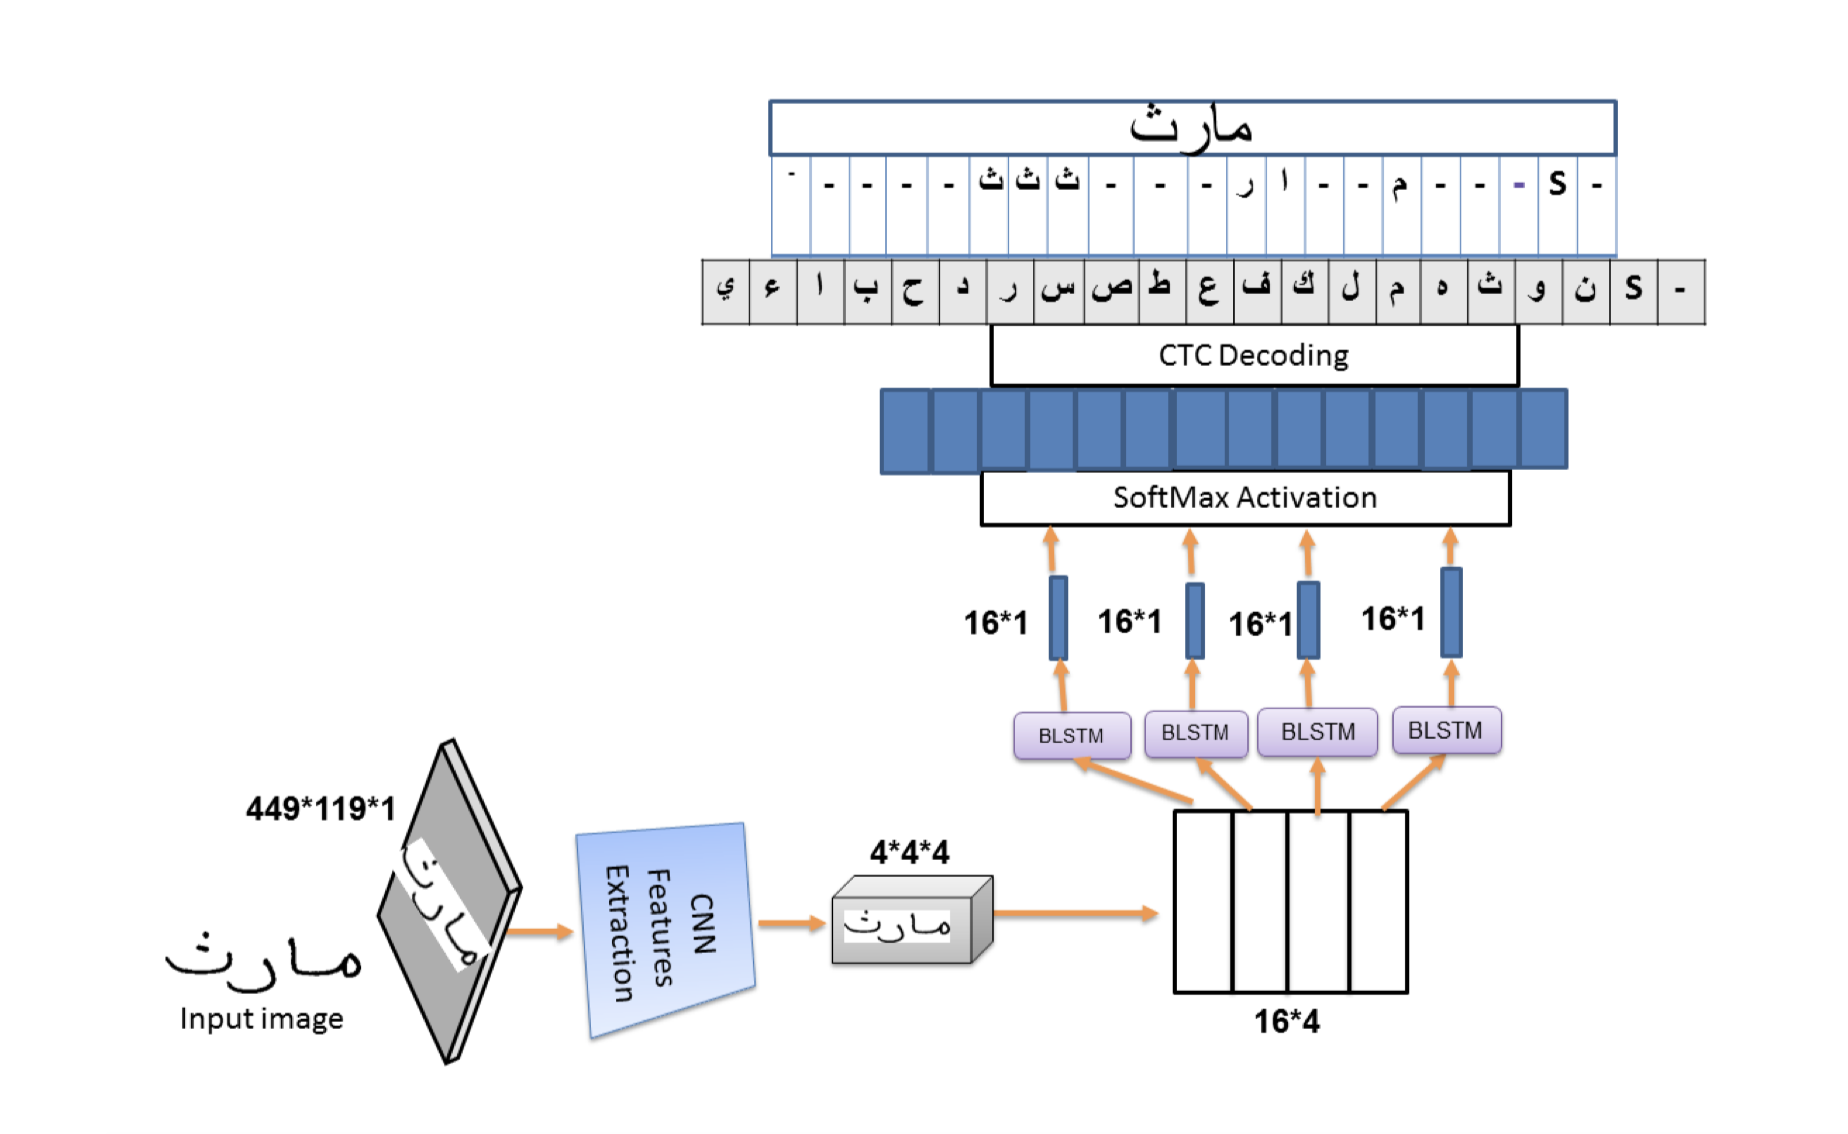 مارث
- S - - - م - - ا ر - - - ث ث ث - - - - -
- S ن و ث ه م ل ك ف ع ط ص س ر د ح ب ا ء ي
CTC Decoding
SoftMax Activation
16*1 16*1 16*1 16*1
BLSTM BLSTM BLSTM BLSTM
449*119*1
مارث
CNN
Features
Extraction
4*4*4
مارث
مارث
Input image
16*4